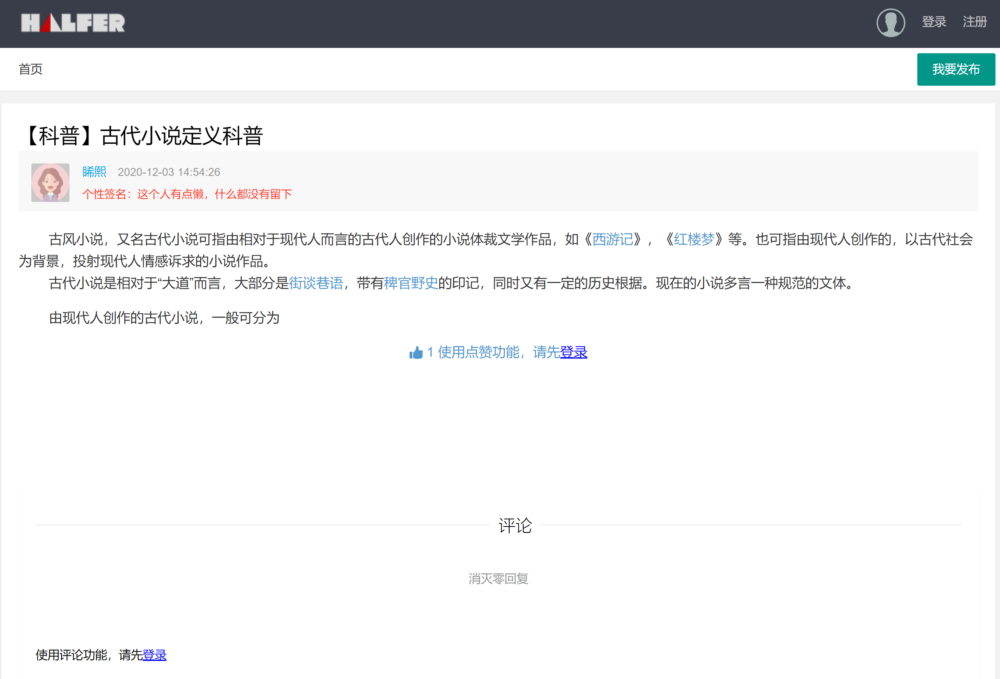 HALFER
登录 注册
首页
我要发布
【科普】古代小说定义科普
睎熙 2020-12-03 14:54:26
个性签名：这个人有点懒，什么都没有留下
古风小说，又名古代小说可指由相对于现代人而言的古代人创作的小说体裁文学作品，如《西游记》，《红楼梦》等。也可指由现代人创作的，以古代社会
为背景，投射现代人情感诉求的小说作品。
古代小说是相对于“大道”而言，大部分是街谈巷语，带有稗官野史的印记，同时又有一定的历史根据。现在的小说多言一种规范的文体。
由现代人创作的古代小说，一般可分为
1 使用点赞功能，请先登录
评论
消灭零回复
使用评论功能，请先登录